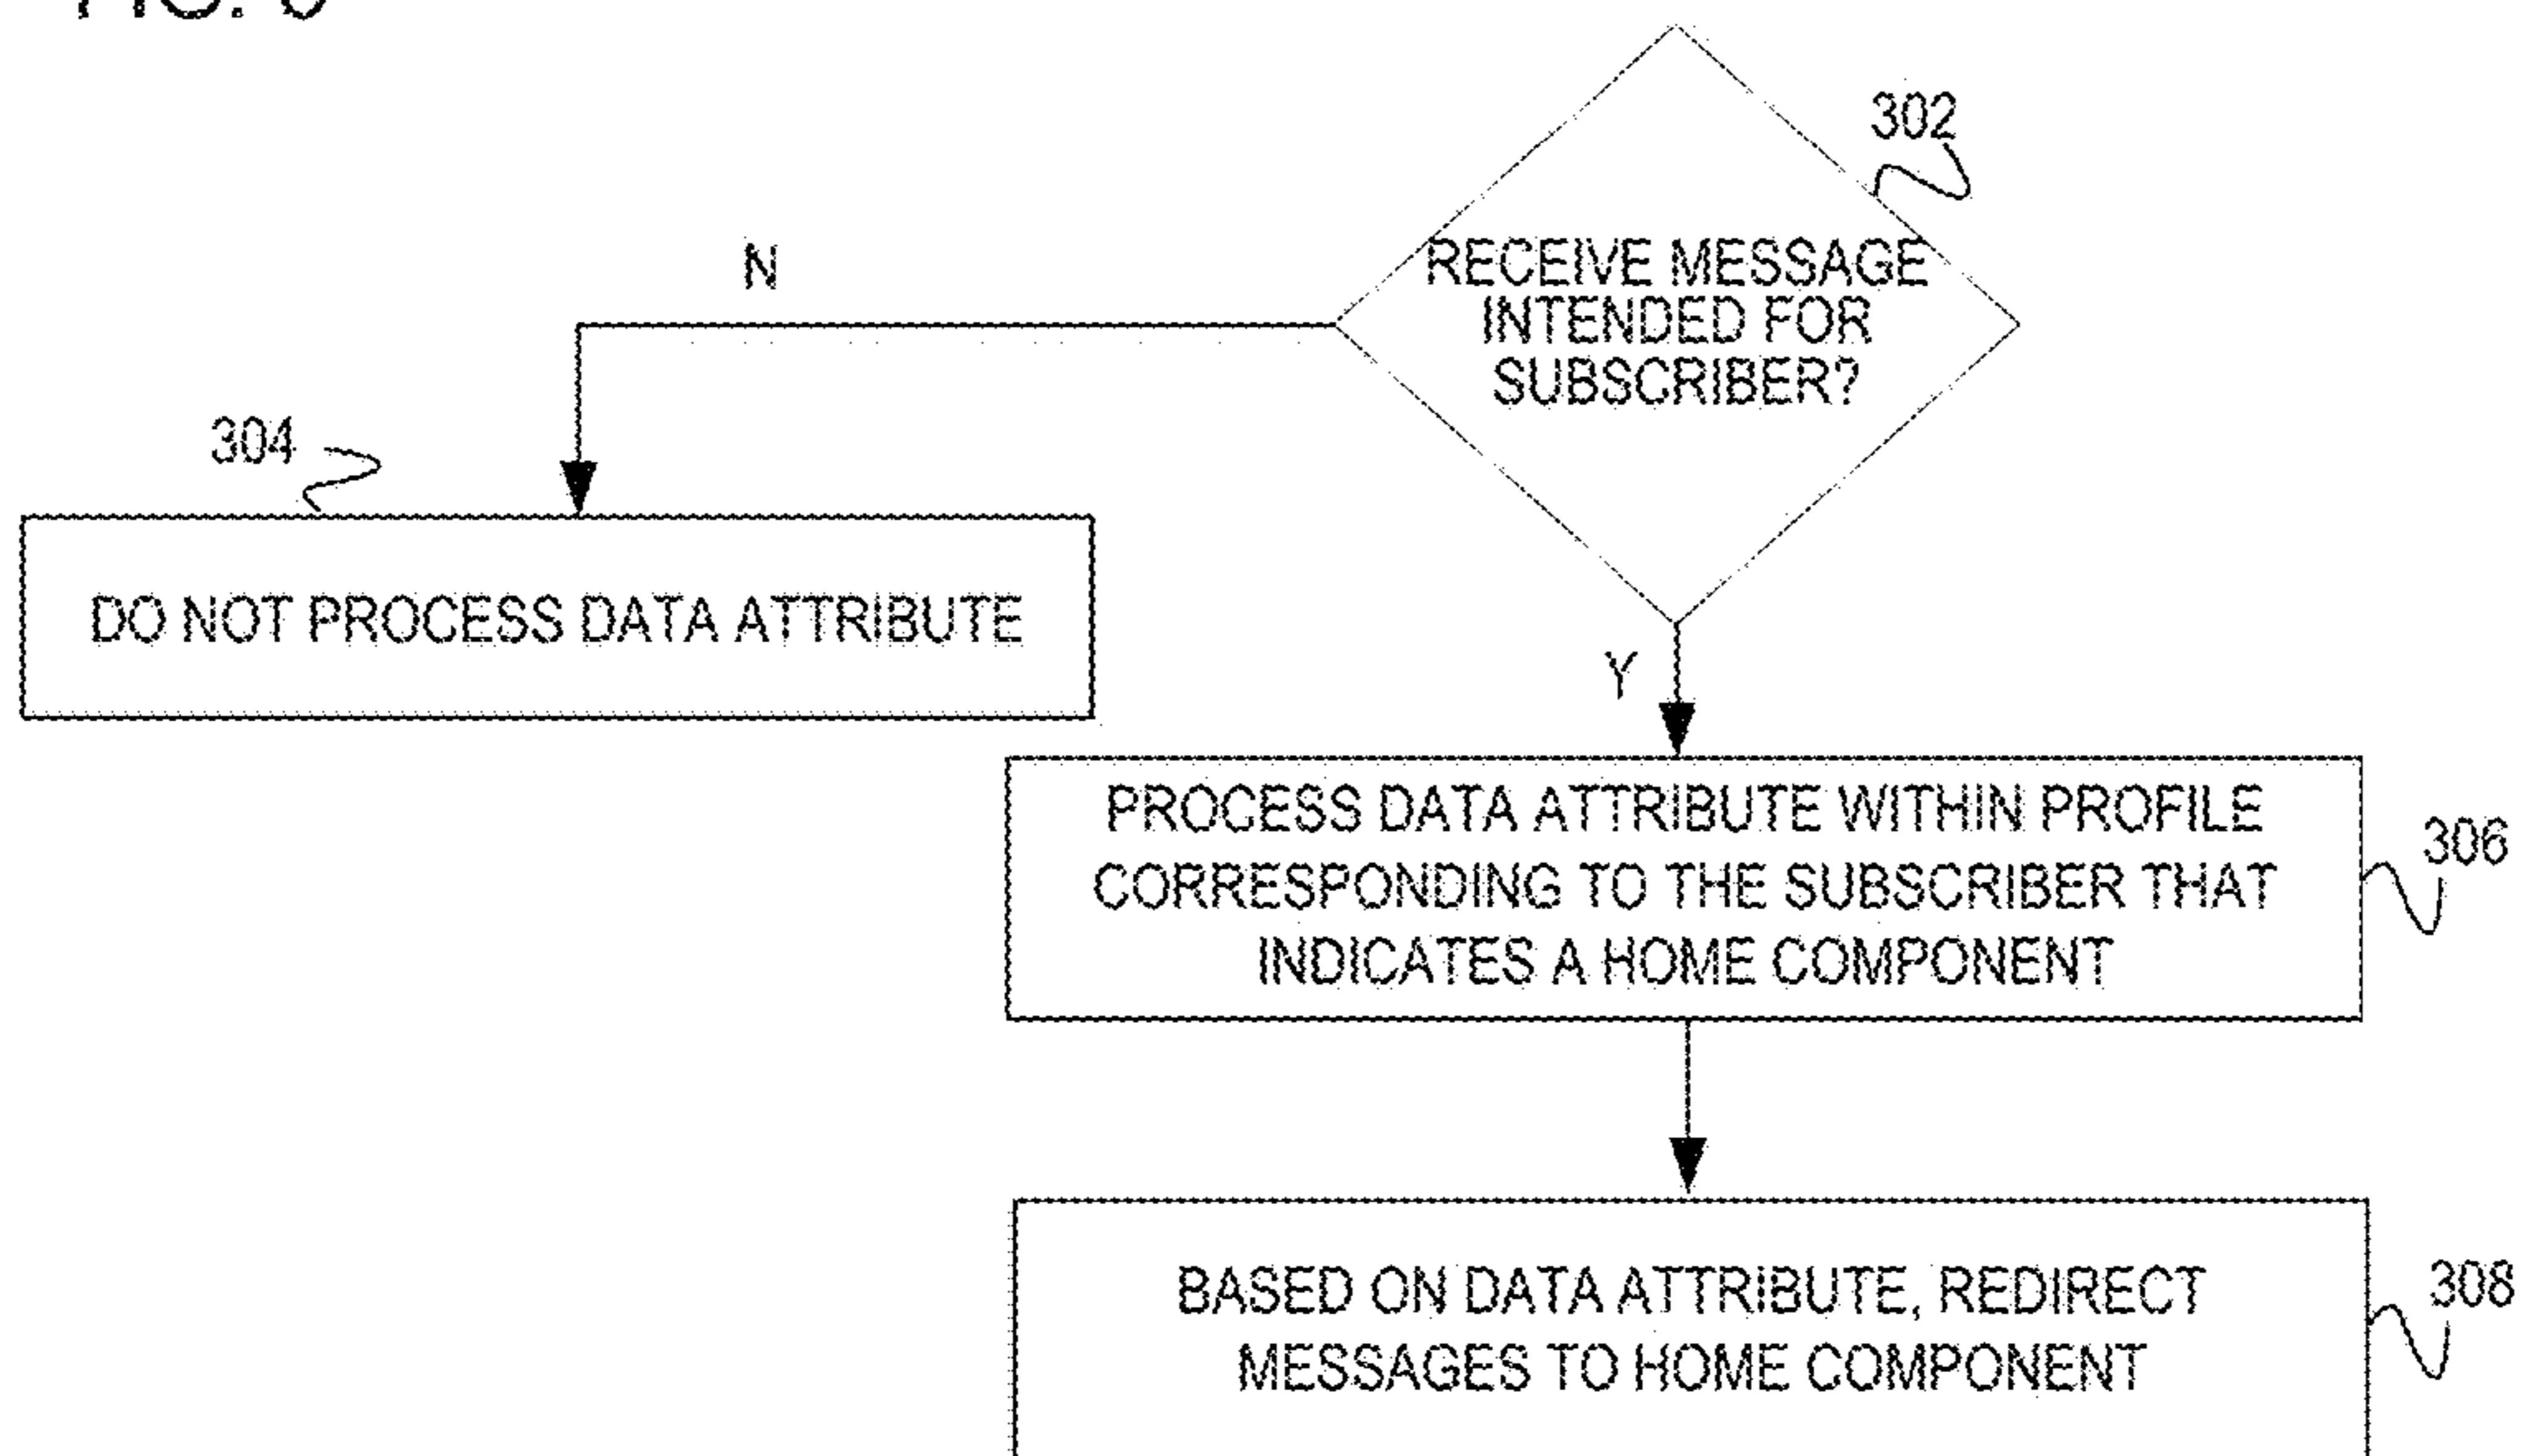 302
RECEIVE MESSAGE
INTENDED FOR
SUBSCRIBER?
N
304
DO NOT PROCESS DATA ATTRIBUTE
Y
PROCESS DATA ATTRIBUTE WITHIN PROFILE
CORRESPONDING TO THE SUBSCRIBER THAT
INDICATES A HOME COMPONENT
306
BASED ON DATA ATTRIBUTE, REDIRECT
MESSAGES TO HOME COMPONENT
308